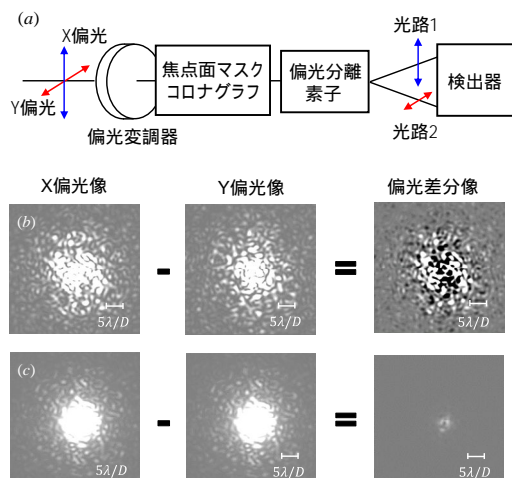 (a)
X偏光
Y偏光
偏光変調器
焦点面マスク
コロナグラフ
偏光分離
素子
光路1
光路2
検出器
X偏光像
Y偏光像
偏光差分像
(b)
5λ/D
-
5λ/D
=
5λ/D
(c)
5λ/D
-
5λ/D
=
5λ/D